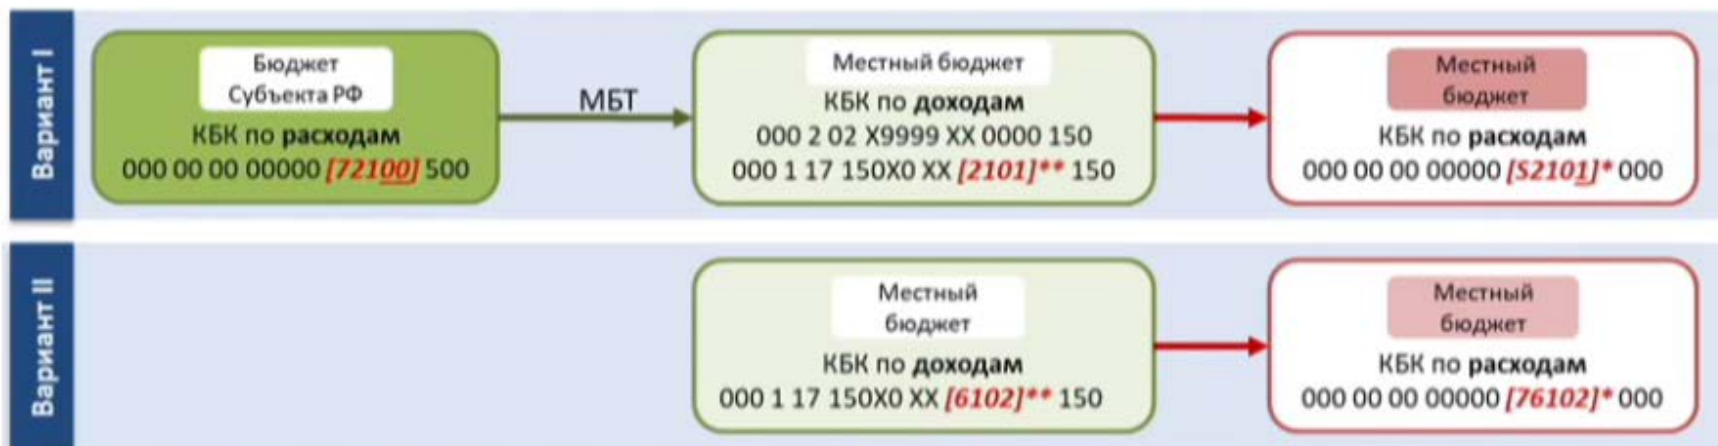 Вариант I
Бюджет
Субъекта РФ
КБК по расходам
000 00 00 00000 [72100] 500
МБТ
Местный бюджет
КБК по доходам
000 2 02 X9999 XX 0000 150
000 1 17 150X0 XX [2101]** 150
Местный
бюджет
КБК по расходам
000 00 00 00000 [S2101]* 000
Вариант II
Местный
бюджет
КБК по доходам
000 1 17 150X0 XX [6102]** 150
Местный
бюджет
КБК по расходам
000 00 00 00000 [76102]* 000